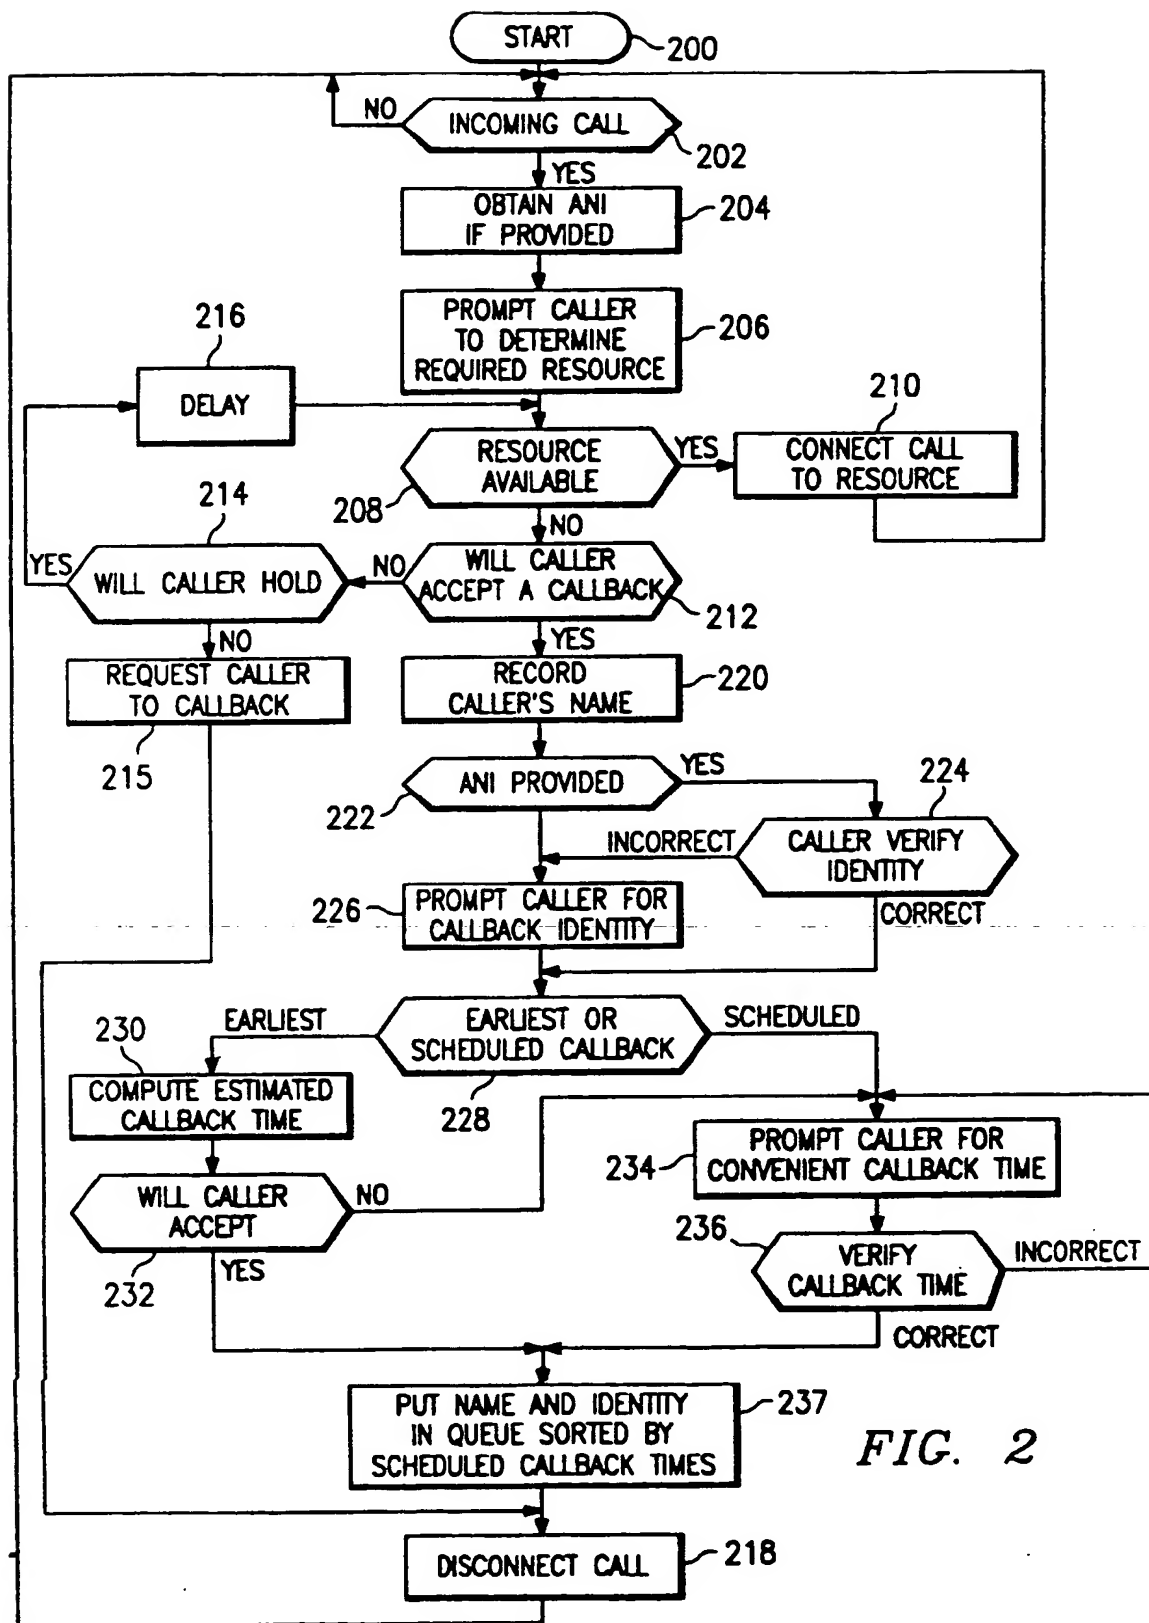 START
200
NO
INCOMING CALL
202
YES
OBTAIN ANI
IF PROVIDED
204
PROMPT CALLER
TO DETERMINE
REQUIRED RESOURCE
206
216
DELAY
210
RESOURCE
AVAILABLE
208
YES
CONNECT CALL
TO RESOURCE
NO
214
YES
WILL CALLER HOLD
NO
WILL CALLER
ACCEPT A CALLBACK
212
NO
YES
REQUEST CALLER
TO CALLBACK
215
RECORD
CALLER'S NAME
220
ANI PROVIDED
222
YES
224
INCORRECT
CALLER VERIFY
IDENTITY
226
PROMPT CALLER FOR
CALLBACK IDENTITY
CORRECT
EARLIEST
EARLIEST OR
SCHEDULED CALLBACK
228
SCHEDULED
230
COMPUTE ESTIMATED
CALLBACK TIME
234
PROMPT CALLER FOR
CONVENIENT CALLBACK TIME
WILL CALLER
ACCEPT
232
NO
YES
236
VERIFY
CALLBACK TIME
INCORRECT
CORRECT
PUT NAME AND IDENTITY
IN QUEUE SORTED BY
SCHEDULED CALLBACK TIMES
237
FIG. 2
DISCONNECT CALL
218